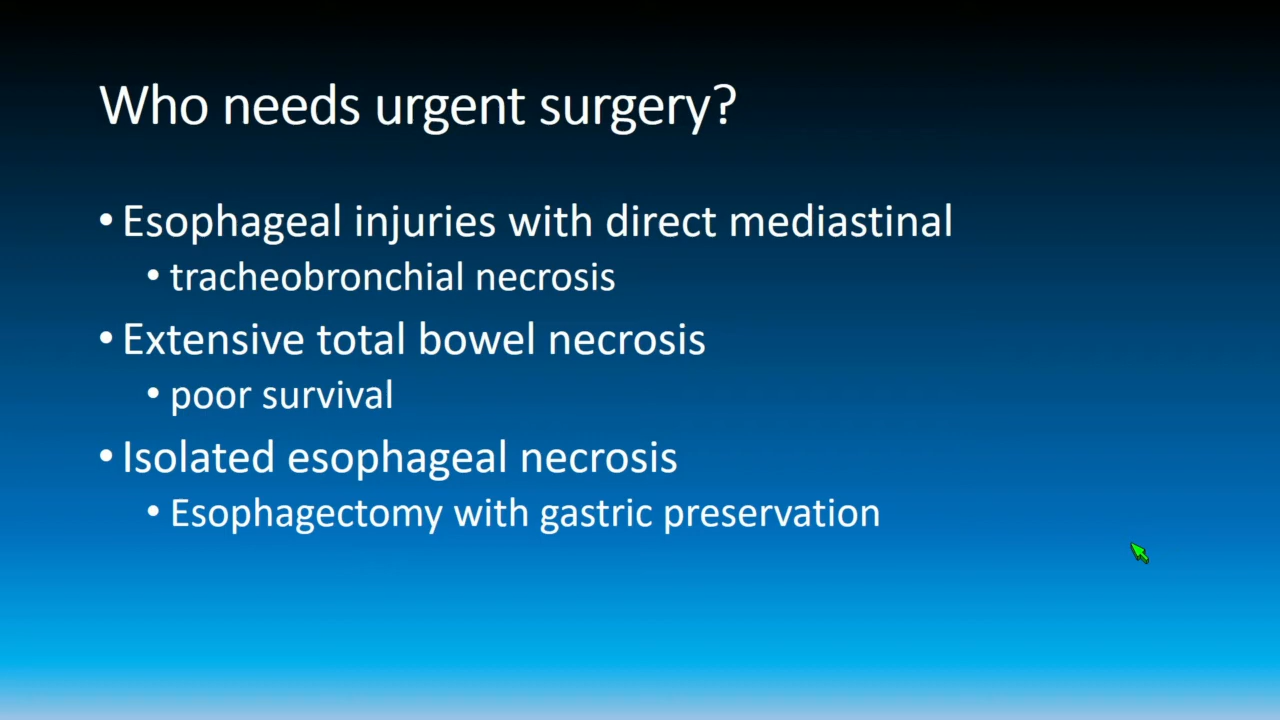 Who needs urgent surgery?
• Esophageal injuries with direct mediastinal
• tracheobronchial necrosis
• Extensive total bowel necrosis
• poor survival
• Isolated esophageal necrosis
• Esophagectomy with gastric preservation